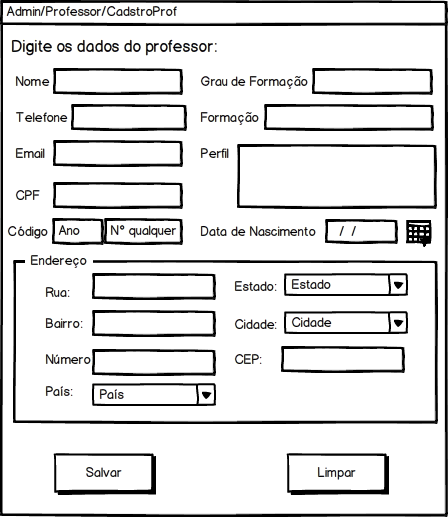 Admin/Professor/CadstroProf
Digite os dados do professor:
Nome Grau de Formação
Telefone Formação
Email Perfil
CPF
Código Ano N° qualquer Data de Nascimento / /
Endereço
Rua: Estado: Estado
Bairro: Cidade: Cidade
Número CEP:
País: País
Salvar Limpar